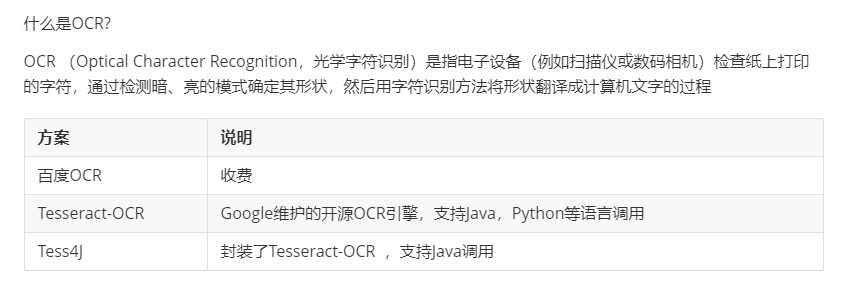 什么是OCR?
OCR （Optical Character Recognition，光学字符识别）是指电子设备（例如扫描仪或数码相机）检查纸上打印
的字符，通过检测暗、亮的模式确定其形状，然后用字符识别方法将形状翻译成计算机文字的过程
方案 说明
百度OCR 收费
Tesseract-OCR Google维护的开源OCR引擎，支持Java，Python等语言调用
Tess4J 封装了Tesseract-OCR ，支持Java调用